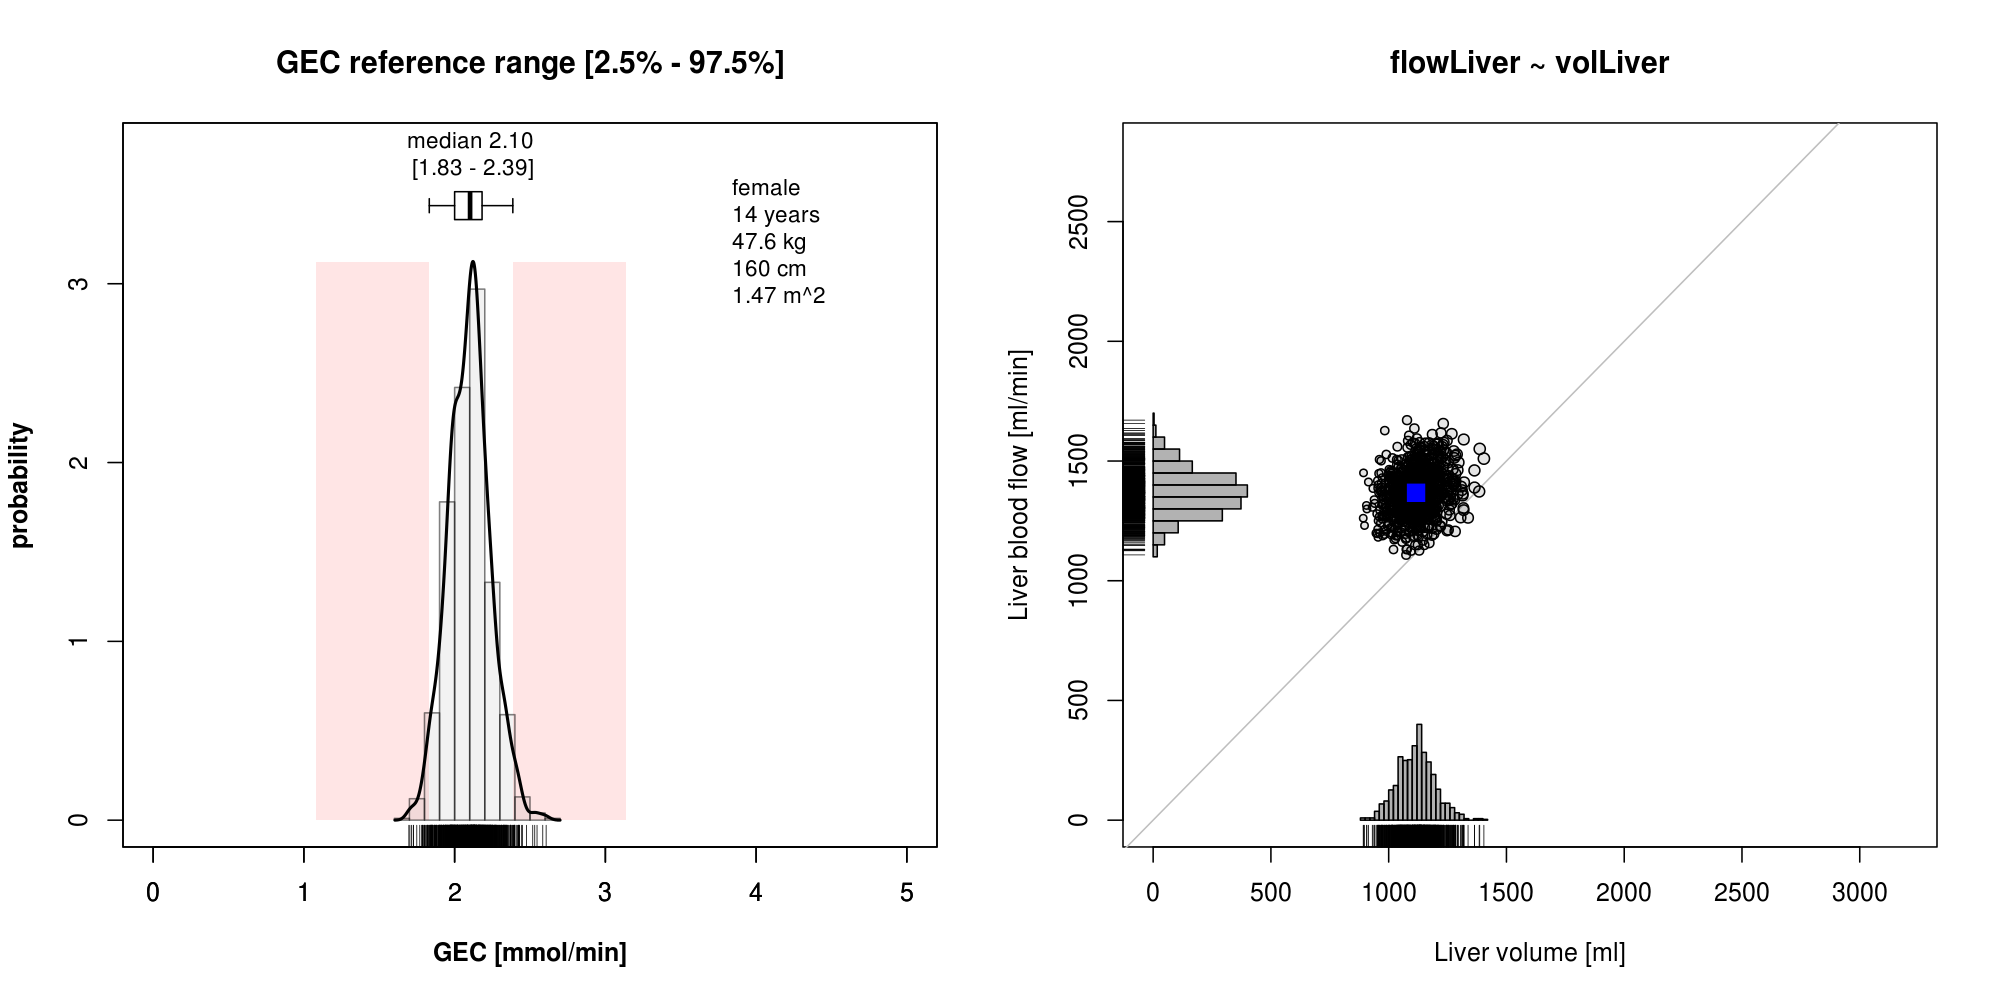 GEC reference range [2.5% - 97.5%]
median 2.10
[1.83 - 2.39]
female
14 years
47.6 kg
160 cm
1.47 m^2
probability
3
2
1
0
0 1 2 3 4 5
GEC [mmol/min]
flowLiver ~ volLiver
Liver blood flow [ml/min]
2500
2000
1500
1000
500
0
0 500 1000 1500 2000 2500 3000
Liver volume [ml]